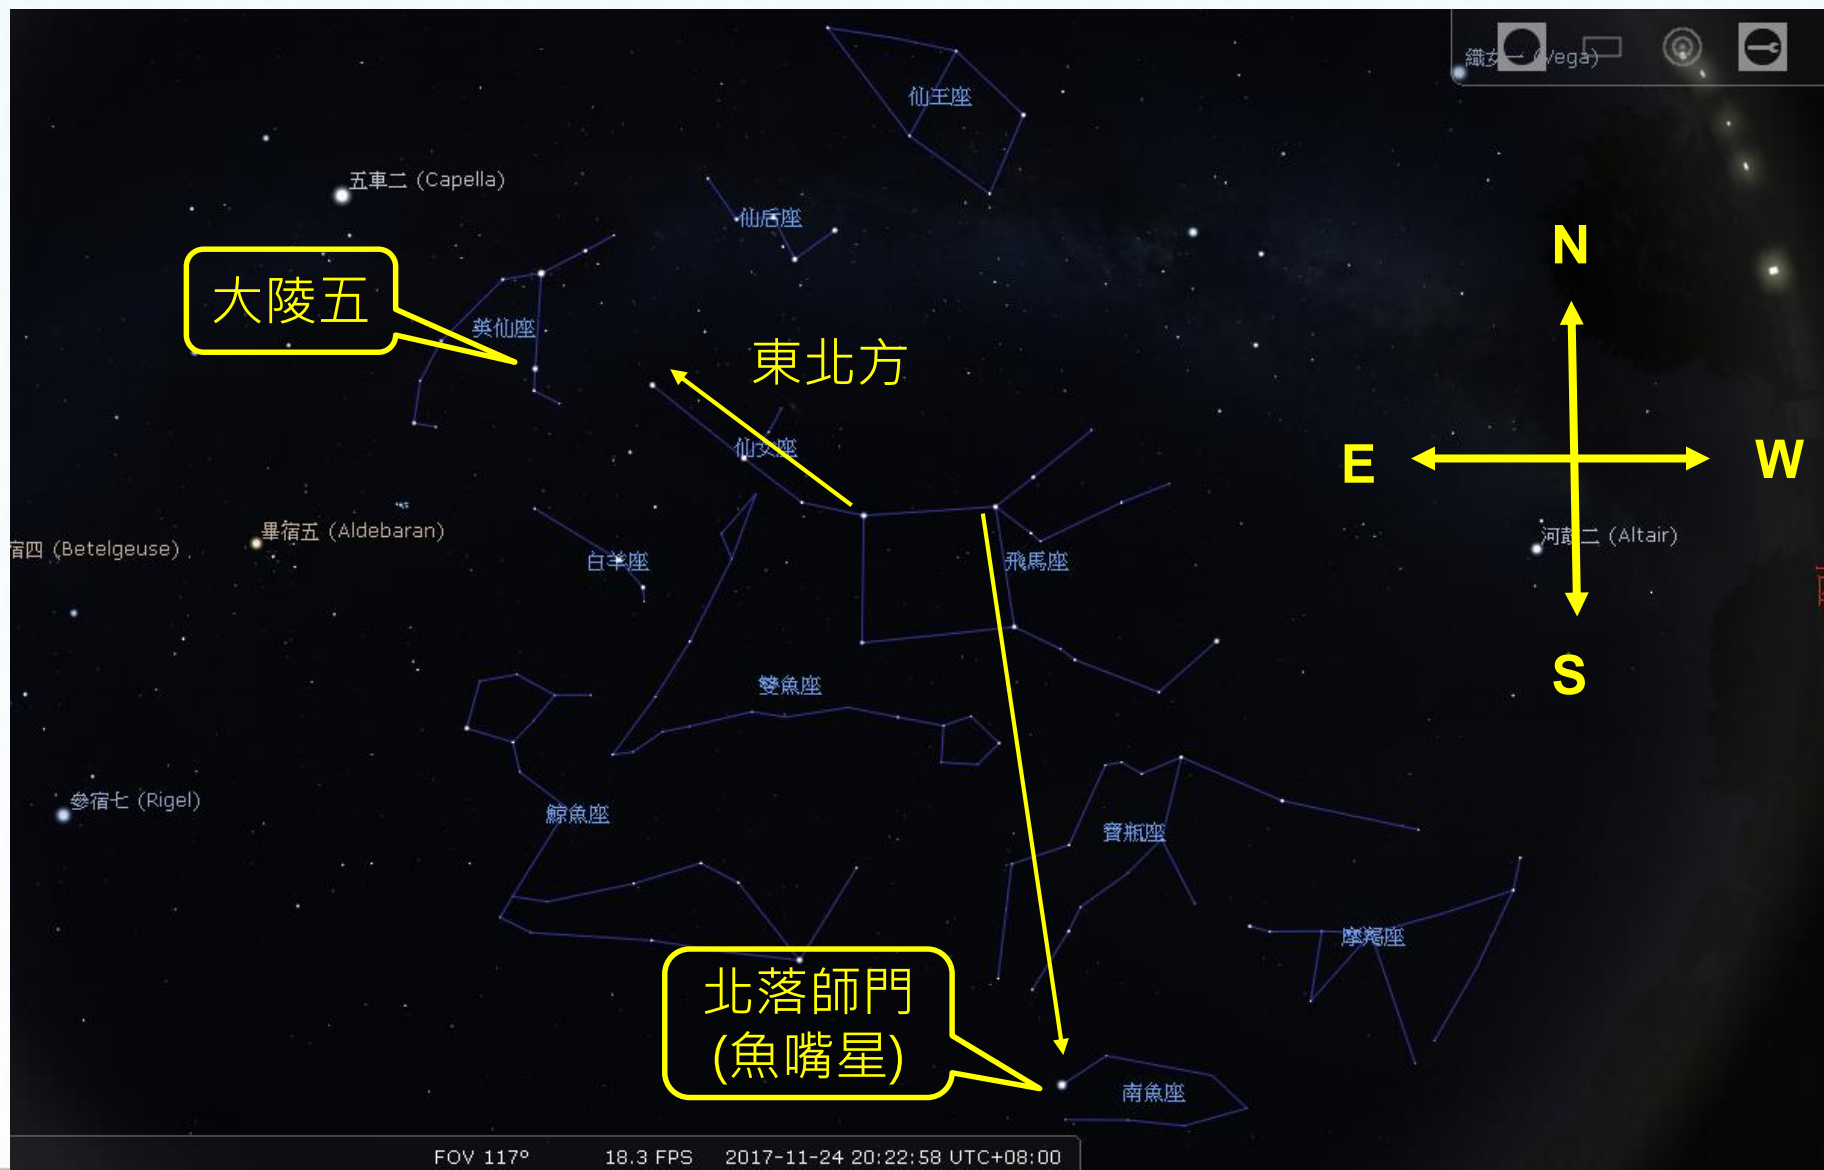 織女一 (Vega)
仙王座
五車二 (Capella)
仙后座
N
大陵五
英仙座
東北方
仙女座
E
W
畢宿五 (Aldebaran)
宿四 (Betelgeuse)
白羊座
飛馬座
河鼓二 (Altair)
S
雙魚座
參宿七 (Rigel)
鯨魚座
寶瓶座
摩羯座
北落師門
(魚嘴星)
南魚座
FOV 117° 18.3 FPS 2017-11-24 20:22:58 UTC+08:00